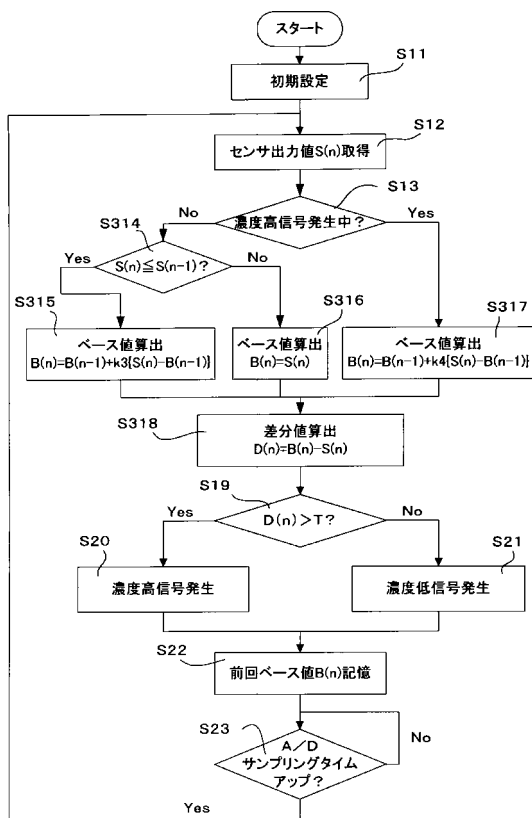 スタート
S11
初期設定
S12
センサ出力値S(n)取得
S13
濃度高信号発生中？
No
Yes
S314
S(n)≦S(n-1)？
Yes
No
S315
ベース値算出
B(n)=B(n-1)+k3{S(n)-B(n-1)}
S316
ベース値算出
B(n)=S(n)
S317
ベース値算出
B(n)=B(n-1)+k4{S(n)-B(n-1)}
S318
差分値算出
D(n)=B(n)-S(n)
S19
D(n)＞T？
Yes
No
S20
濃度高信号発生
S21
濃度低信号発生
S22
前回ベース値B(n)記憶
S23
A／D
サンプリングタイム
アップ？
No
Yes